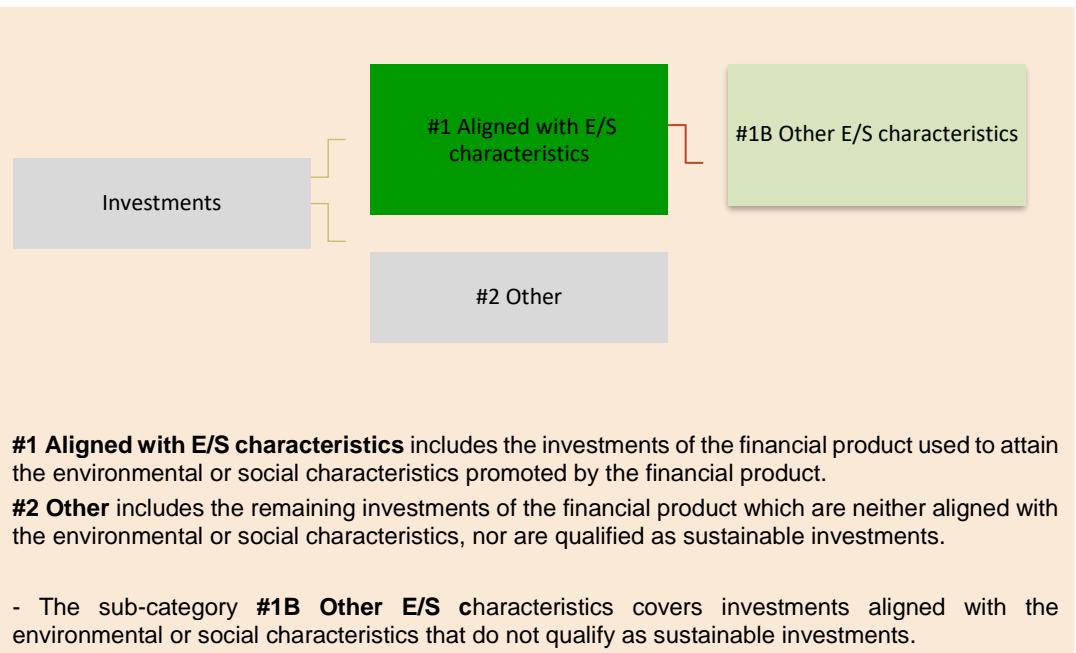 #1 Aligned with E/S
characteristics
#1B Other E/S characteristics
Investments
#2 Other
#1 Aligned with E/S characteristics includes the investments of the financial product used to attain
the environmental or social characteristics promoted by the financial product.
#2 Other includes the remaining investments of the financial product which are neither aligned with
the environmental or social characteristics, nor are qualified as sustainable investments.
- The sub-category #1B Other E/S characteristics covers investments aligned with the
environmental or social characteristics that do not qualify as sustainable investments.